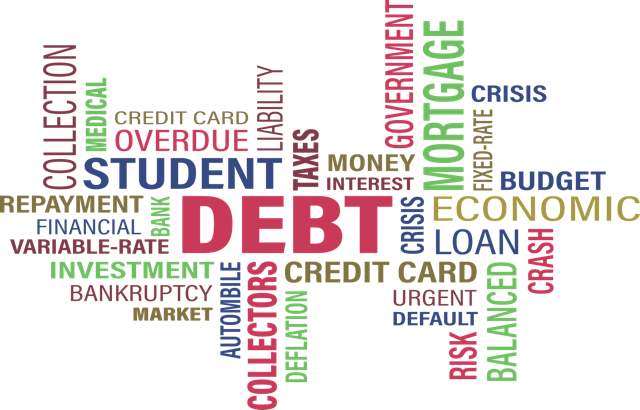 GOVERNMENT
MORTGAGE
COLLECTION
MEDICAL
LIABILITY
CRISIS
CREDIT CARD
OVERDUE
FIXED-RATE
TAXES
MONEY
STUDENT
INTEREST
BUDGET
REPAYMENT
BANK
DEBT
CRISIS
ECONOMIC
FINANCIAL
LOAN
VARIABLE-RATE
CRASH
INVESTMENT
AUTOMBILE
COLLECTORS
CREDIT CARD
BALANCED
BANKRUPTCY
DEFLATION
URGENT
MARKET
DEFAULT
RISK